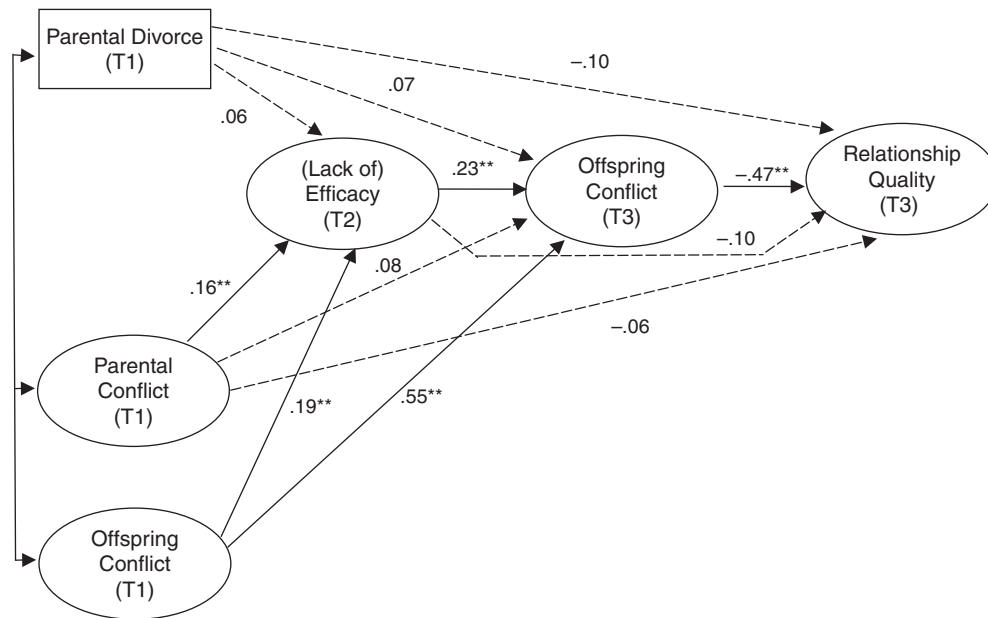 Parental Divorce
(T1)
–.10
.07
.06
(Lack of)
Efficacy
(T2)
.23**
Offspring
Conflict
(T3)
–.47**
Relationship
Quality
(T3)
–.10
.08
.16**
–.06
Parental
Conflict
(T1)
.19**
.55**
Offspring
Conflict
(T1)